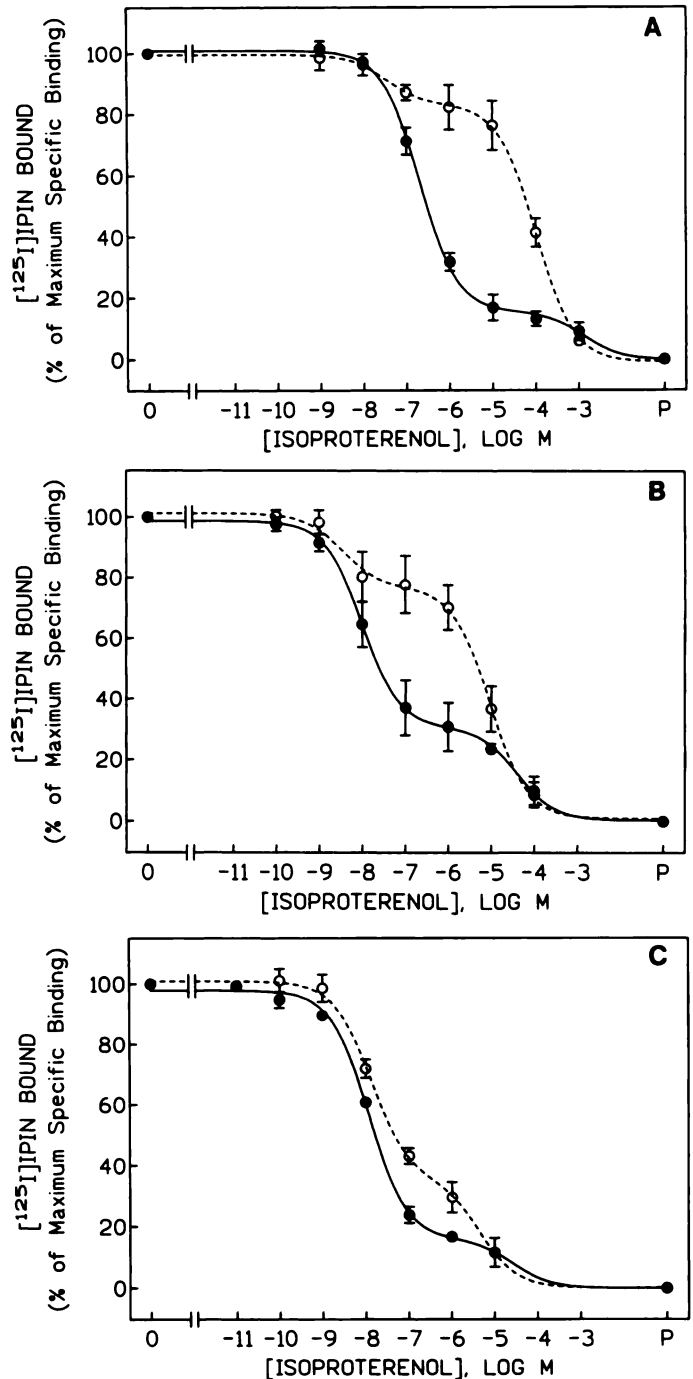 A
[¹²⁵I]IPIN BOUND
(% of Maximum Specific Binding)
100
80
60
40
20
0
0 -11 -10 -9 -8 -7 -6 -5 -4 -3 P
[ISOPROTERENOL], LOG M
B
[¹²⁵I]IPIN BOUND
(% of Maximum Specific Binding)
100
80
60
40
20
0
0 -11 -10 -9 -8 -7 -6 -5 -4 -3 P
[ISOPROTERENOL], LOG M
C
[¹²⁵I]IPIN BOUND
(% of Maximum Specific Binding)
100
80
60
40
20
0
0 -11 -10 -9 -8 -7 -6 -5 -4 -3 P
[ISOPROTERENOL], LOG M